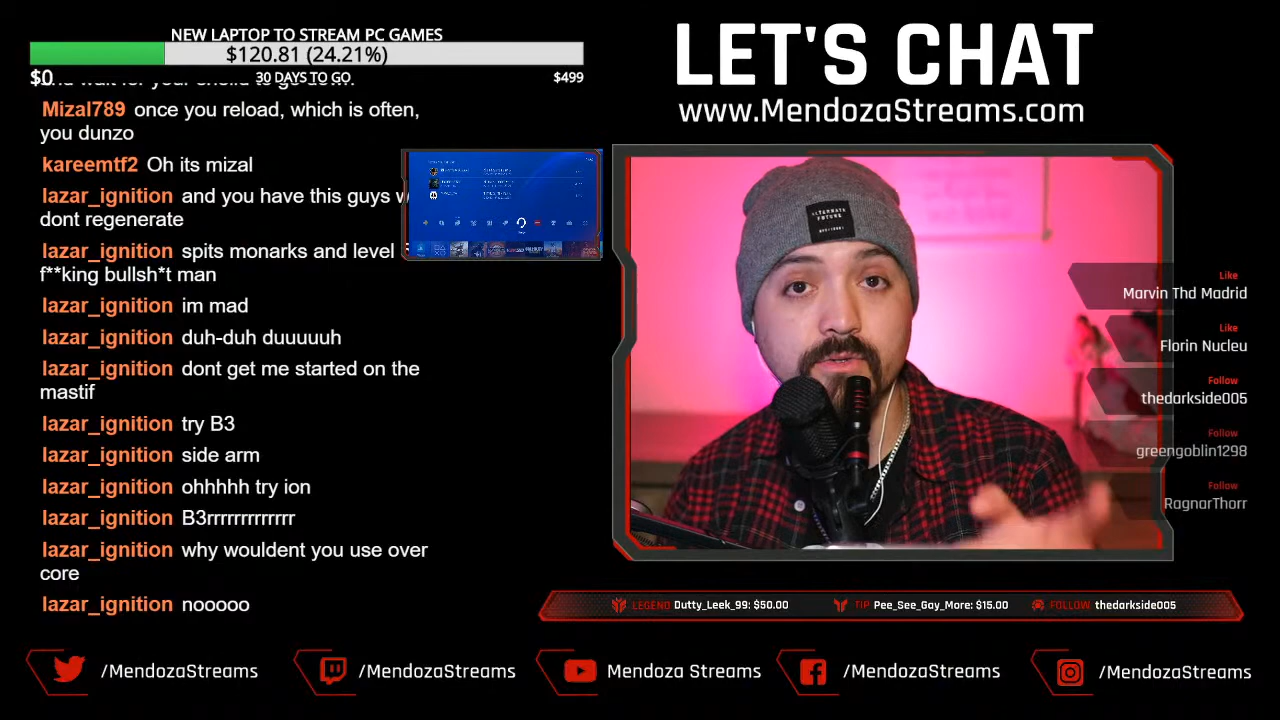 NEW LAPTOP TO STREAM PC GAMES
$120.81 (24.21%)
$0
30 DAYS TO GO
$499
Mizal789 once you reload, which is often,
you dunzo
kareemtf2 Oh its mizal
lazar_ignition and you have this guys
dont regenerate
lazar_ignition spits monarks and level
f**king bullsh*t man
lazar_ignition im mad
lazar_ignition duh-duh duuuuh
lazar_ignition dont get me started on the
mastif
lazar_ignition try B3
lazar_ignition side arm
lazar_ignition ohhhhh try ion
lazar_ignition B3rrrrrrrrrrrrr
lazar_ignition why wouldent you use over
core
lazar_ignition nooooo
LET'S CHAT
www.MendozaStreams.com
ALTERNATE
FUTURE
Like
Marvin Thd Madrid
Like
Florin Nucleu
Follow
thedarkside005
Follow
greengoblin1298
Follow
RagnarThorr
LEGEND Dutty_Leek_99: $50.00
TIP Pee_See_Gay_More: $15.00
FOLLOW thedarkside005
/MendozaStreams
/MendozaStreams
Mendoza Streams
/MendozaStreams
/MendozaStreams